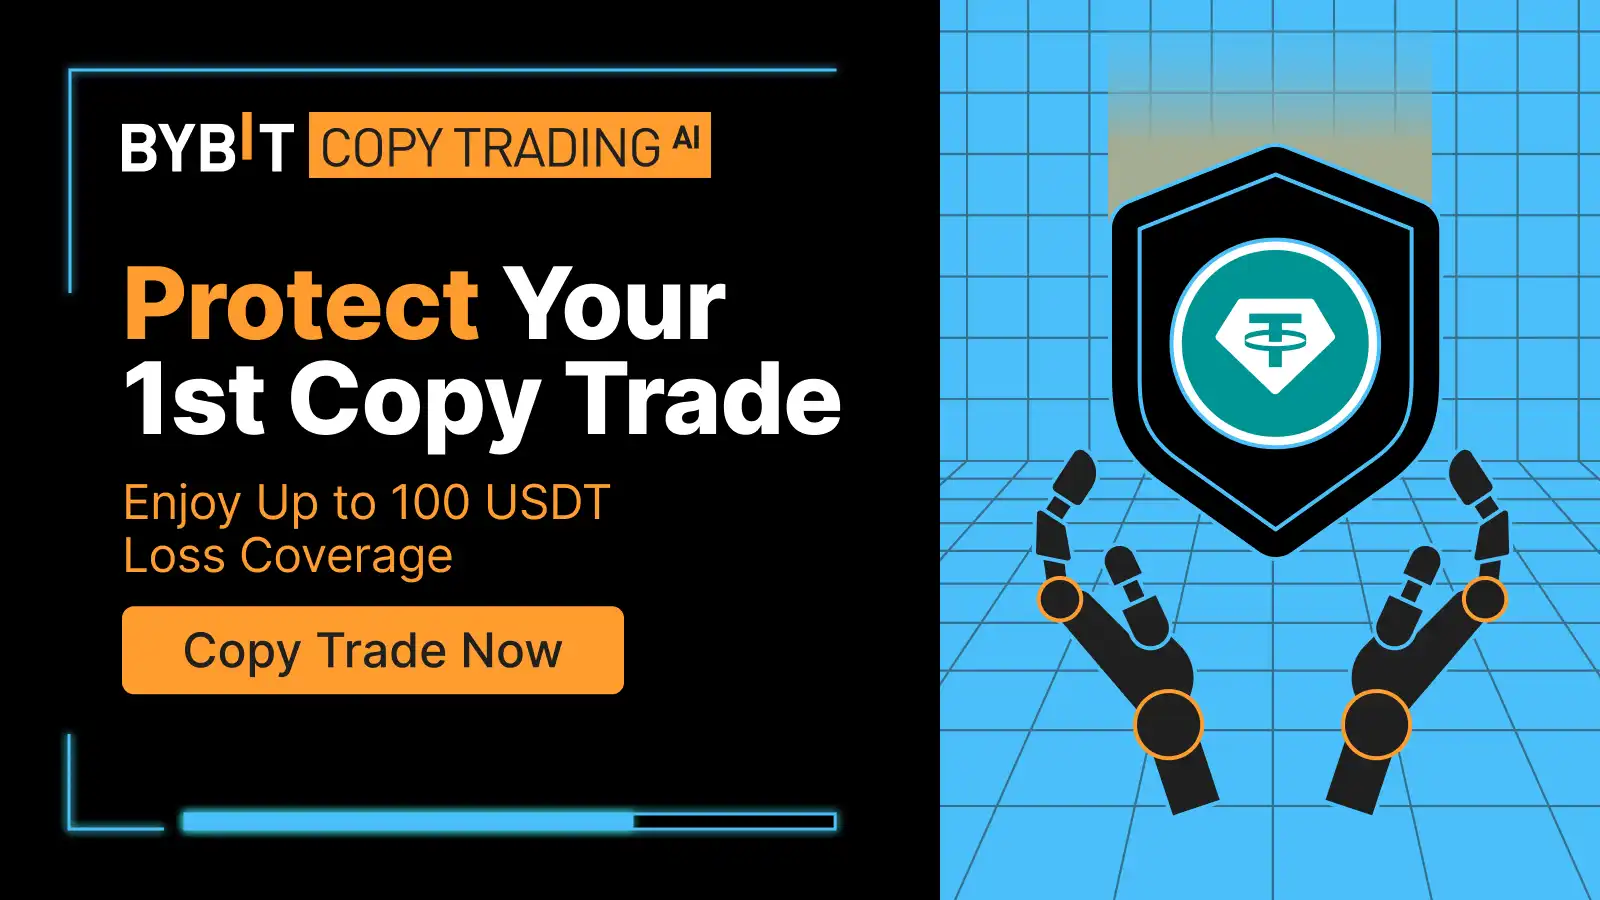 BYBIT COPY TRADING AI
Protect Your
1st Copy Trade
Enjoy Up to 100 USDT
Loss Coverage
Copy Trade Now